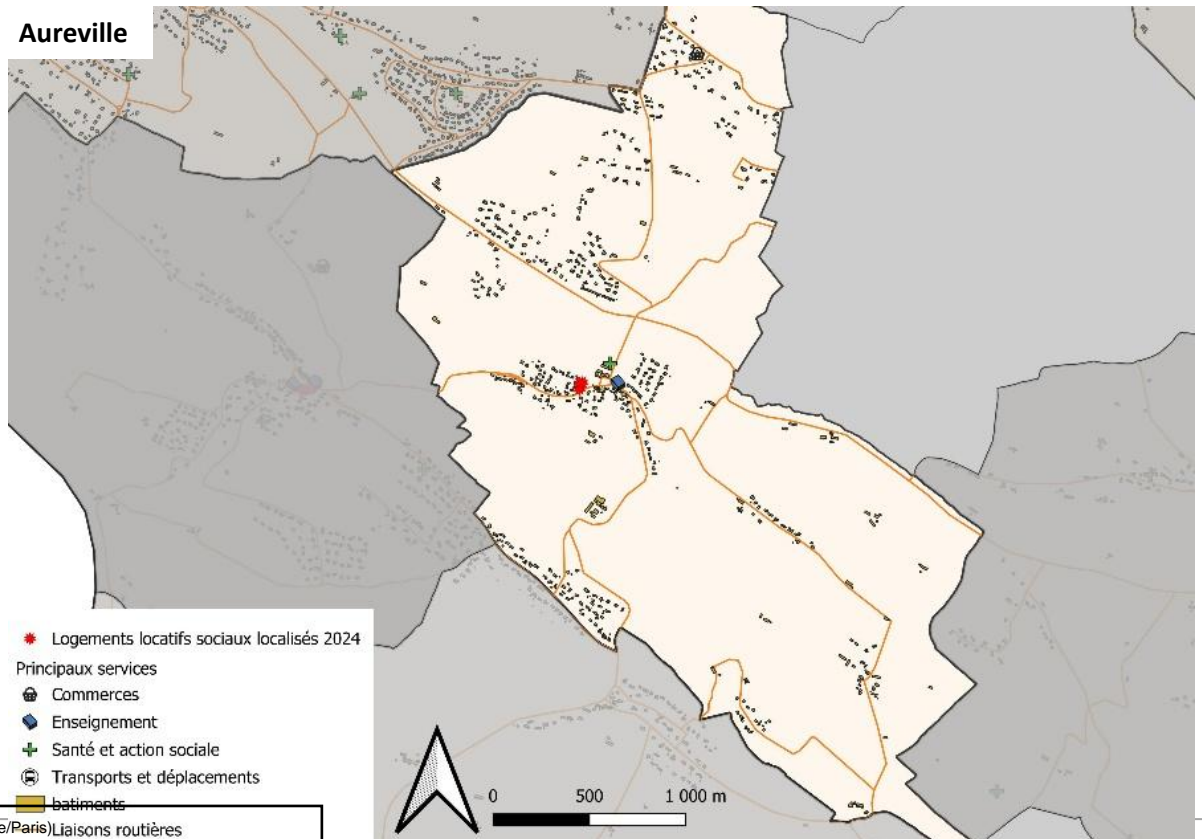 Aureville
Logements locatifs sociaux localisés 2024
Principaux services
Commerces
Enseignement
Santé et action sociale
Transports et déplacements
batiments
e/Paris) Liaisons routières
0 500 1 000 m